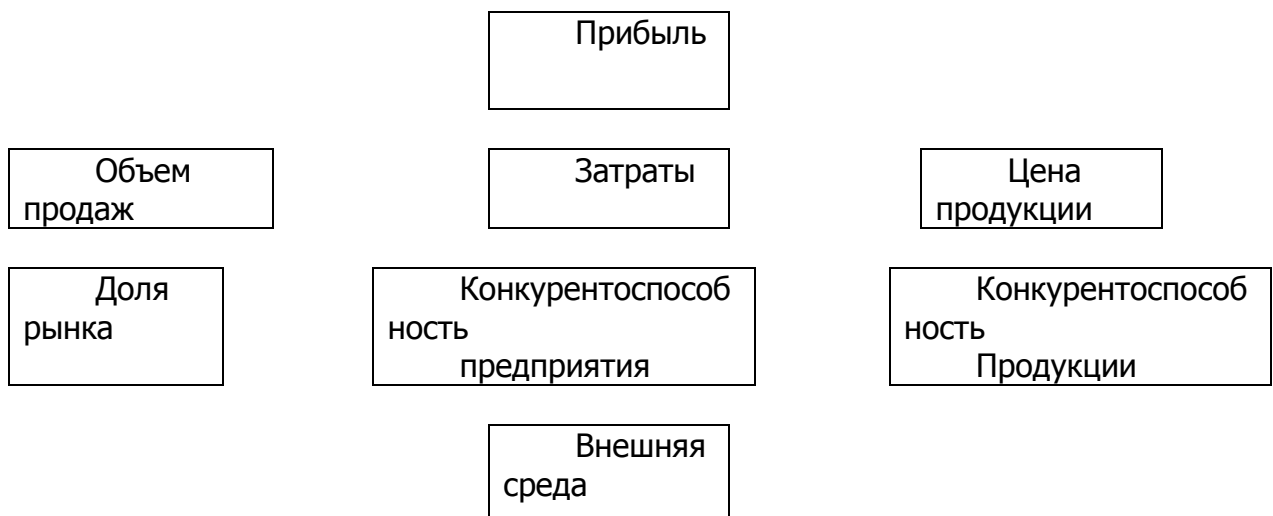 Прибыль
Объем
продаж
Затраты
Цена
продукции
Доля
рынка
Конкурентоспособ
ность
предприятия
Конкурентоспособ
ность
Продукции
Внешняя
среда